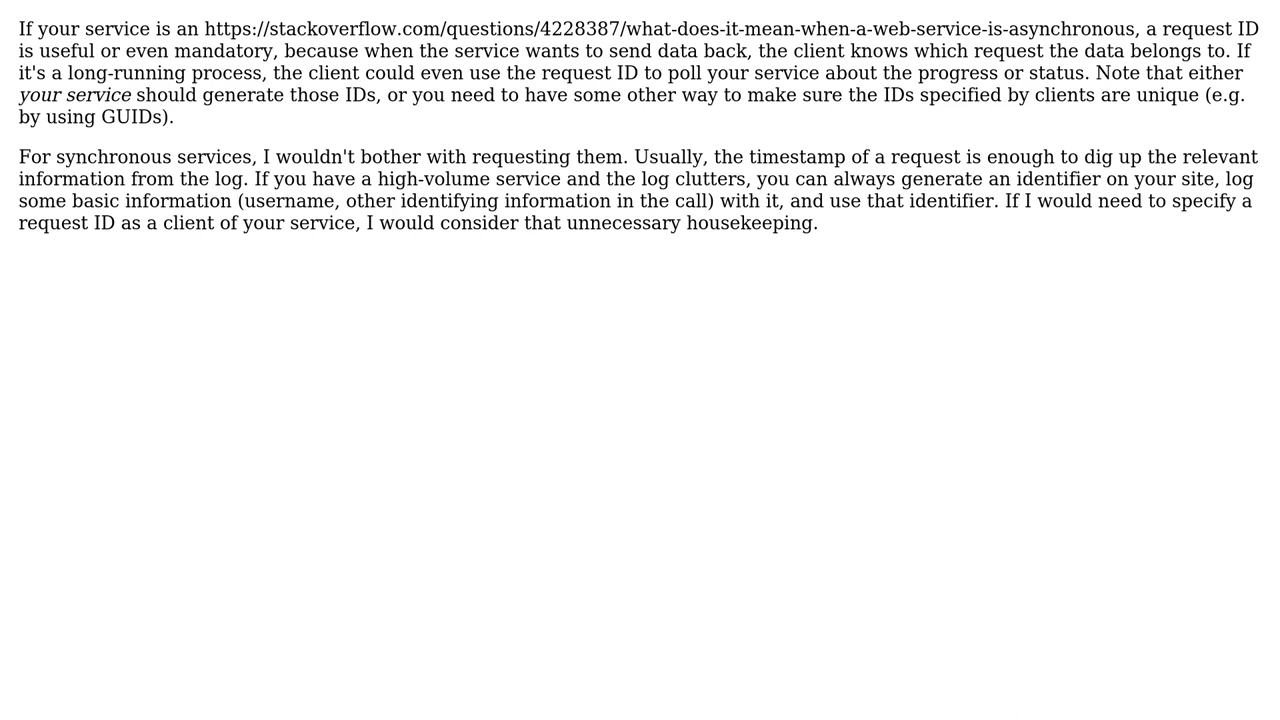 If your service is an https://stackoverflow.com/questions/4228387/what-does-it-mean-when-a-web-service-is-asynchronous, a request ID
is useful or even mandatory, because when the service wants to send data back, the client knows which request the data belongs to. If
it's a long-running process, the client could even use the request ID to poll your service about the progress or status. Note that either
your service should generate those IDs, or you need to have some other way to make sure the IDs specified by clients are unique (e.g.
by using GUIDs).
For synchronous services, I wouldn't bother with requesting them. Usually, the timestamp of a request is enough to dig up the relevant
information from the log. If you have a high-volume service and the log clutters, you can always generate an identifier on your site, log
some basic information (username, other identifying information in the call) with it, and use that identifier. If I would need to specify a
request ID as a client of your service, I would consider that unnecessary housekeeping.